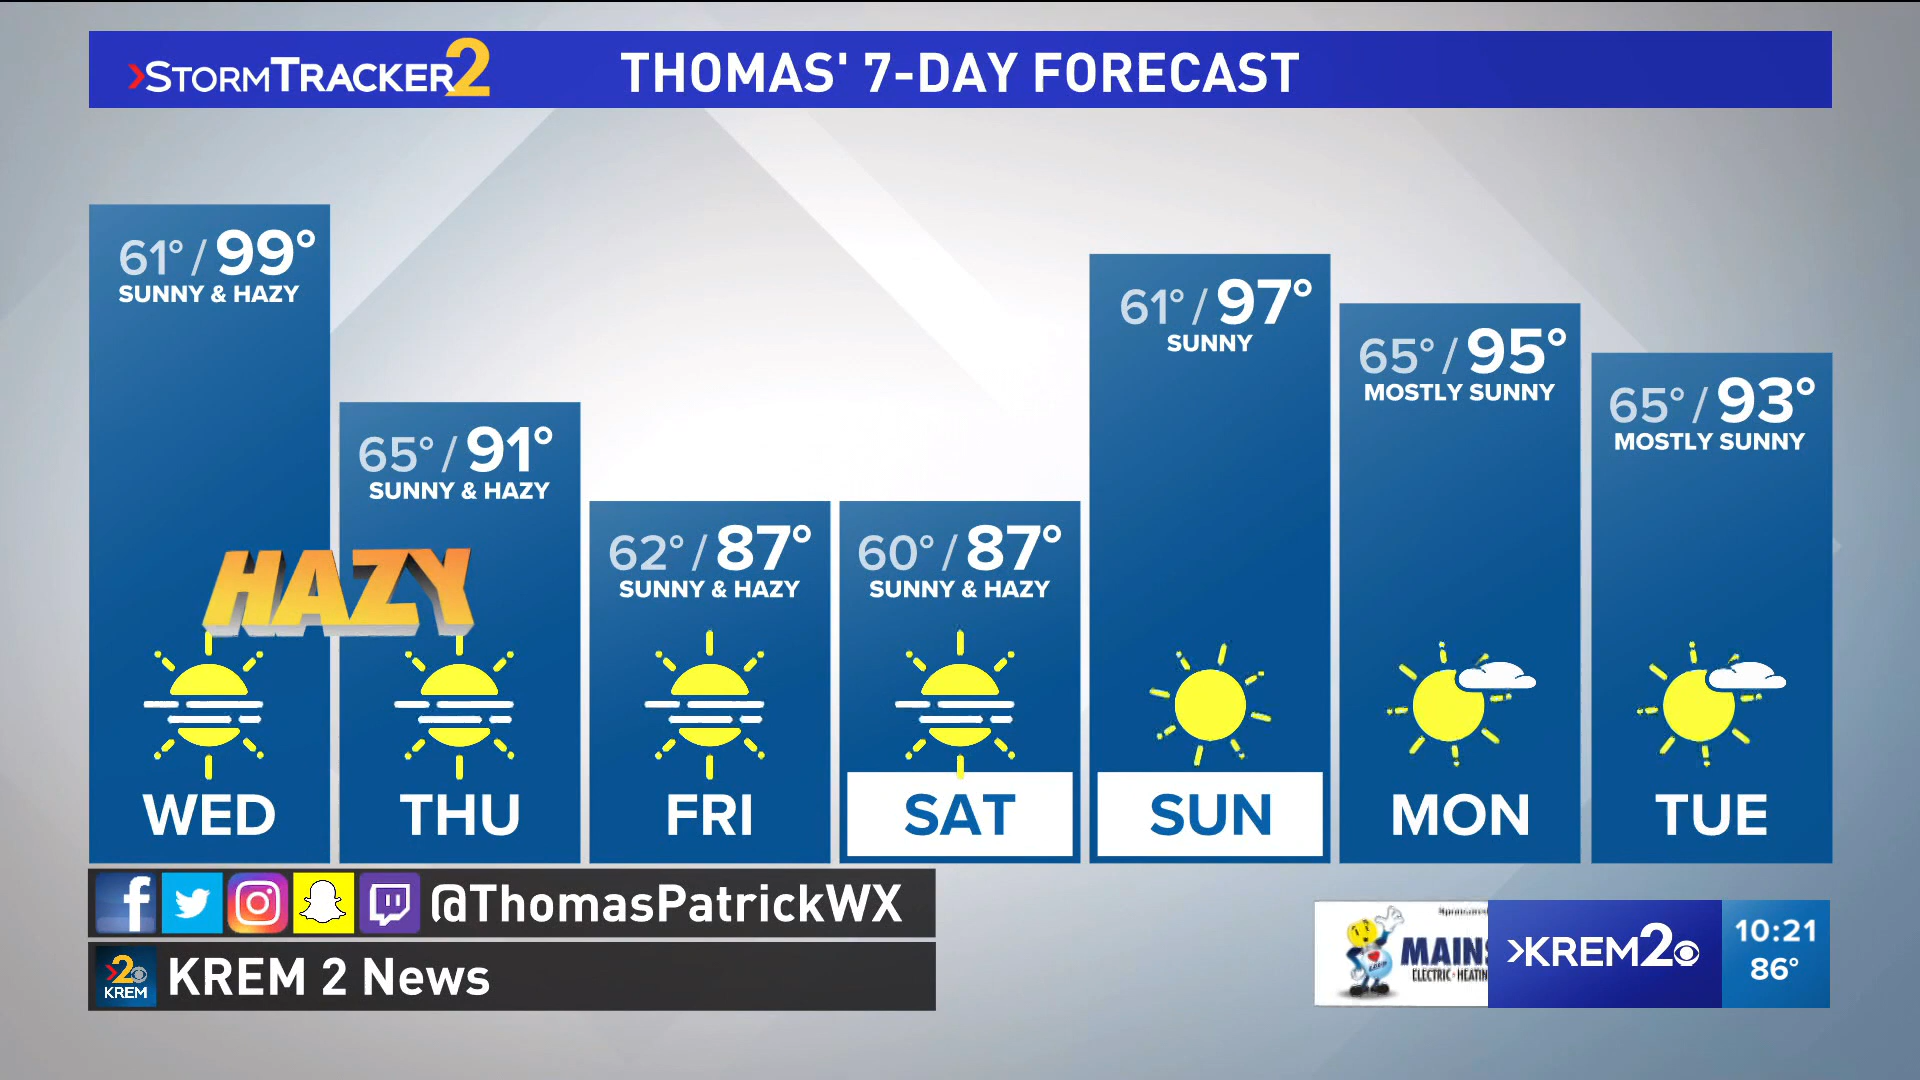 STORMTRACKER2
THOMAS' 7-DAY FORECAST
61° / 99°
SUNNY & HAZY
65° / 91°
SUNNY & HAZY
62° / 87°
SUNNY & HAZY
60° / 87°
SUNNY & HAZY
61° / 97°
SUNNY
65° / 95°
MOSTLY SUNNY
65° / 93°
MOSTLY SUNNY
HAZY
WED
THU
FRI
SAT
SUN
MON
TUE
@ThomasPatrickWX
2 KREM
KREM 2 News
MAINS
ELECTRIC · HEATIN
KREM2
10:21
86°